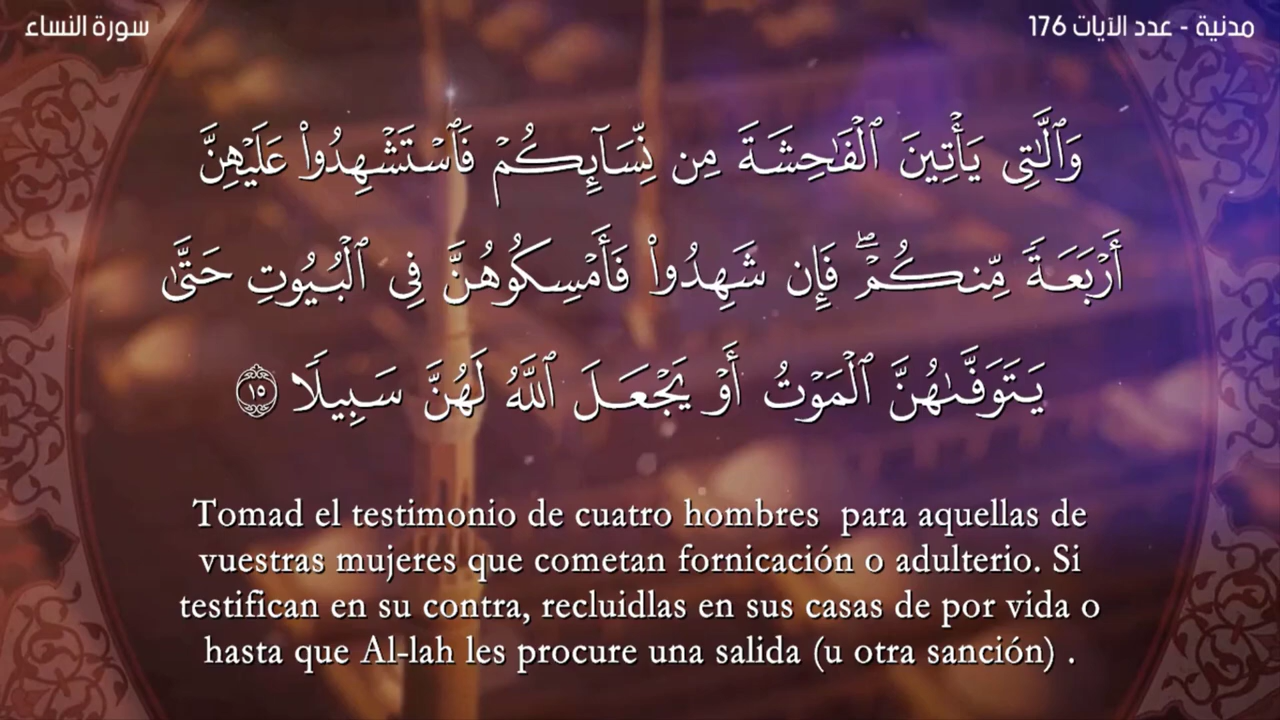 مدنية - عدد الآيات 176
سورة النساء
وَٱلَّٰتِى يَأْتِينَ ٱلْفَٰحِشَةَ مِن نِّسَآئِكُمْ فَٱسْتَشْهِدُوا۟ عَلَيْهِنَّ
أَرْبَعَةً مِّنكُمْ ۖ فَإِن شَهِدُوا۟ فَأَمْسِكُوهُنَّ فِى ٱلْبُيُوتِ حَتَّىٰ
يَتَوَفَّىٰهُنَّ ٱلْمَوْتُ أَوْ يَجْعَلَ ٱللَّهُ لَهُنَّ سَبِيلًا ١٥
Tomad el testimonio de cuatro hombres para aquellas de
vuestras mujeres que cometan fornicación o adulterio. Si
testifican en su contra, recluidlas en sus casas de por vida o
hasta que Al-lah les procure una salida (u otra sanción) .